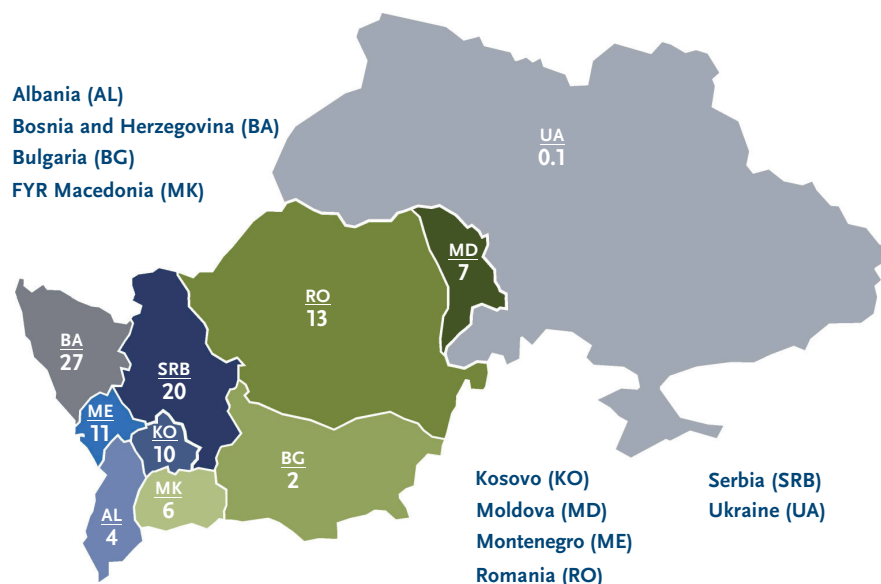 Albania (AL)
Bosnia and Herzegovina (BA)
Bulgaria (BG)
FYR Macedonia (MK)
UA
0.1
MD
7
RO
13
BA
27
SRB
20
ME
11
KO
10
BG
2
MK
6
AL
4
Kosovo (KO)
Moldova (MD)
Montenegro (ME)
Romania (RO)
Serbia (SRB)
Ukraine (UA)